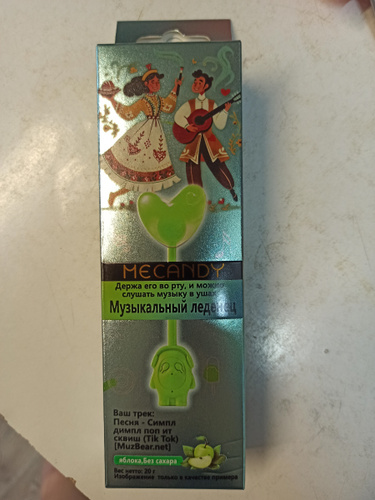 MECANDY
Держа его во рту, и можно
слушать музыку в ушах
Музыкальный леденец
Ваш трек:
Песня - Симпл
димпл поп ит
сквиш (Tik Tok)
[MuzBear.net]
яблоко,Без сахара
Вес нетто: 20 г
Изображение только в качестве примера